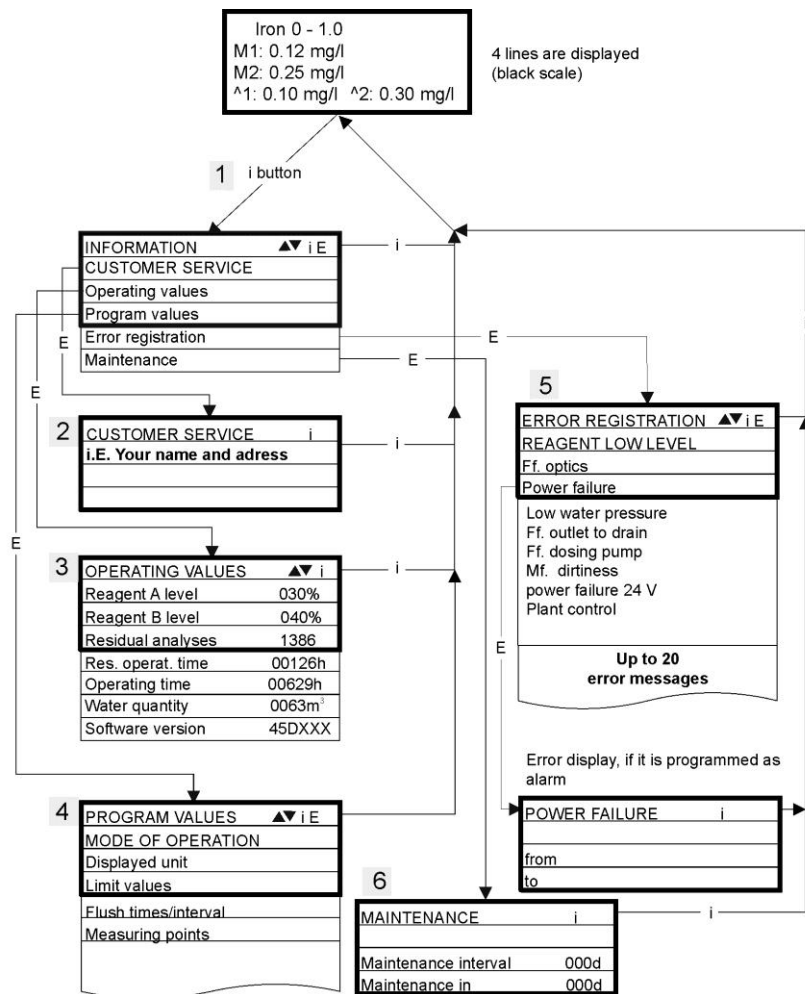 Iron 0 - 1.0
M1: 0.12 mg/l
M2: 0.25 mg/l
^1: 0.10 mg/l ^2: 0.30 mg/l
4 lines are displayed
(black scale)
1
i button
INFORMATION ▲▼ i E
CUSTOMER SERVICE
Operating values
Program values
Error registration
Maintenance
i
E
E
E
E
E
2
CUSTOMER SERVICE i
i.E. Your name and adress
i
3
OPERATING VALUES ▲▼ i
Reagent A level 030%
Reagent B level 040%
Residual analyses 1386
Res. operat. time 00126h
Operating time 00629h
Water quantity 0063m³
Software version 45DXXX
i
4
PROGRAM VALUES ▲▼ i E
MODE OF OPERATION
Displayed unit
Limit values
Flush times/interval
Measuring points
5
ERROR REGISTRATION ▲▼ i E
REAGENT LOW LEVEL
Ff. optics
Power failure
Low water pressure
Ff. outlet to drain
Ff. dosing pump
Mf. dirtiness
power failure 24 V
Plant control
Up to 20
error messages
E
Error display, if it is programmed as
alarm
POWER FAILURE i
from
to
6
MAINTENANCE i
Maintenance interval 000d
Maintenance in 000d
i